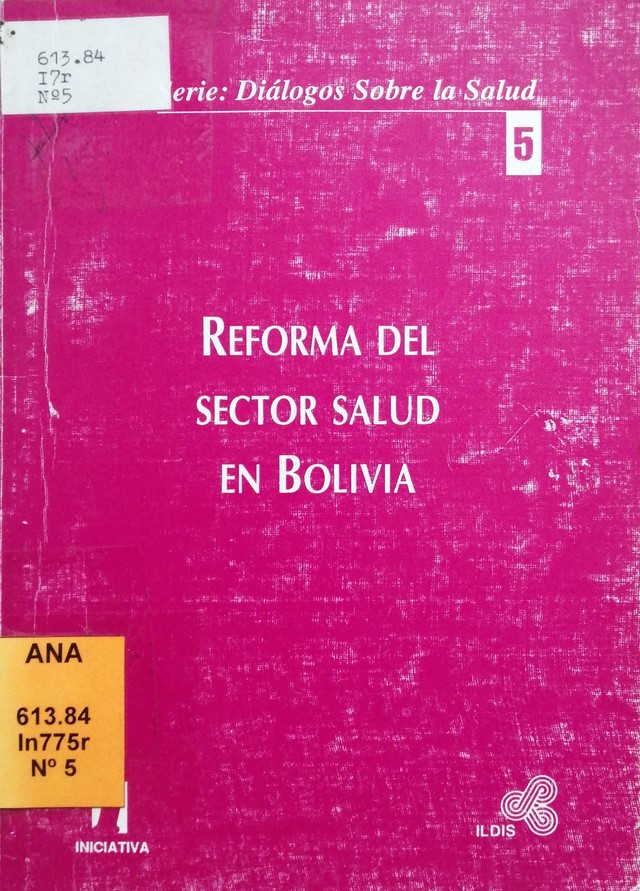 613.84
I7r
Nº5
Serie: Diálogos Sobre la Salud
5
REFORMA DEL
SECTOR SALUD
EN BOLIVIA
ANA
613.84
In775r
Nº 5
INICIATIVA
ILDIS